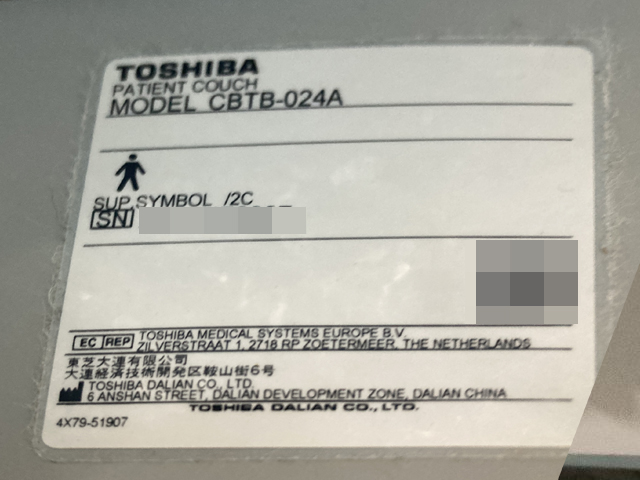 TOSHIBA
PATIENT COUCH
MODEL CBTB-024A
SUP. SYMBOL /2C
SN
EC REP TOSHIBA MEDICAL SYSTEMS EUROPE B.V.
ZILVERSTRAAT 1, 2718 RP ZOETERMEER, THE NETHERLANDS
東芝大連有限公司
大連経済技術開発区鞍山街6号
TOSHIBA DALIAN CO., LTD.
6 ANSHAN STREET, DALIAN DEVELOPMENT ZONE, DALIAN CHINA
TOSHIBA DALIAN CO., LTD.
4X79-51907